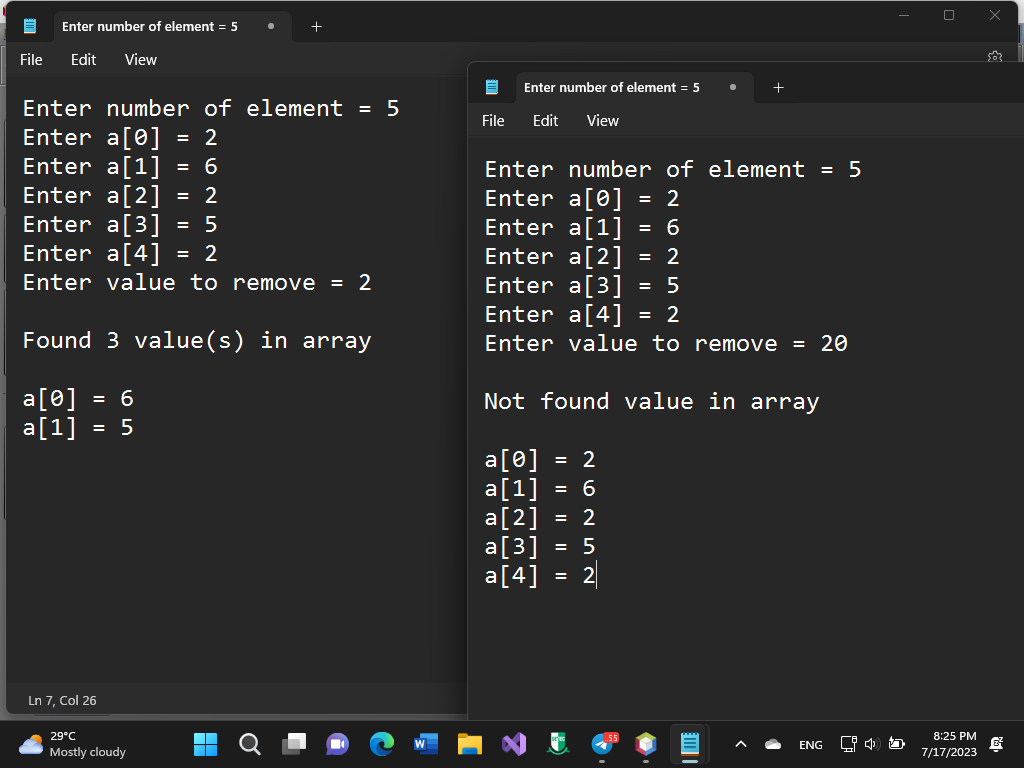 Enter number of element = 5
File Edit View
Enter number of element = 5
Enter a[0] = 2
Enter a[1] = 6
Enter a[2] = 2
Enter a[3] = 5
Enter a[4] = 2
Enter value to remove = 2
Found 3 value(s) in array
a[0] = 6
a[1] = 5
Ln 7, Col 26
Enter number of element = 5
File Edit View
Enter number of element = 5
Enter a[0] = 2
Enter a[1] = 6
Enter a[2] = 2
Enter a[3] = 5
Enter a[4] = 2
Enter value to remove = 20
Not found value in array
a[0] = 2
a[1] = 6
a[2] = 2
a[3] = 5
a[4] = 2
29°C
Mostly cloudy
55
ENG
8:25 PM
7/17/2023